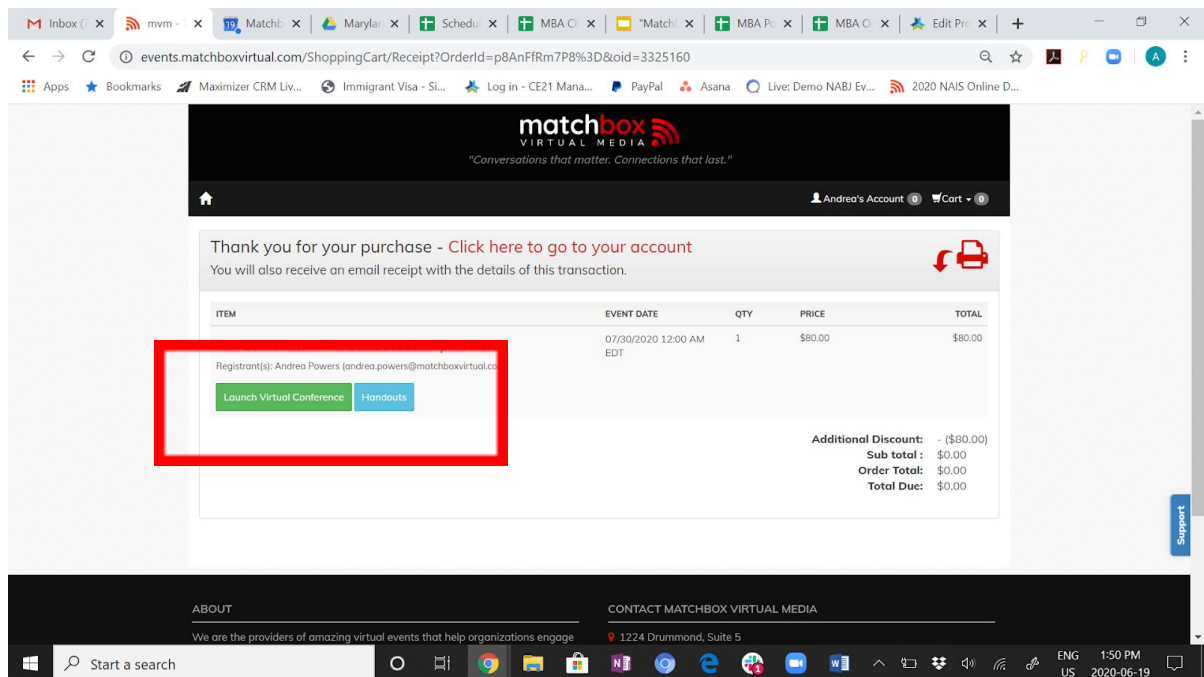 Inbox (7
mvm -
19 Matchb
Marylan
Schedul
MBA Cl
"Matchl
MBA Po
MBA O
Edit Pro
events.matchboxvirtual.com/ShoppingCart/Receipt?OrderId=p8AnFfRm7P8%3D&oid=3325160
A
Apps Bookmarks Maximizer CRM Liv... Immigrant Visa - Si... Log in - CE21 Mana... PayPal Asana Live: Demo NABJ Ev... 2020 NAIS Online D...
matchbox
VIRTUAL MEDIA
"Conversations that matter. Connections that last."
Andrea's Account 0 Cart 0
Thank you for your purchase - Click here to go to your account
You will also receive an email receipt with the details of this transaction.
ITEM EVENT DATE QTY PRICE TOTAL
07/30/2020 12:00 AM 1 $80.00 $80.00
EDT
Registrant(s): Andrea Powers (andrea.powers@matchboxvirtual.co
Launch Virtual Conference Handouts
Additional Discount: - ($80.00)
Sub total : $0.00
Order Total: $0.00
Total Due: $0.00
Support
ABOUT CONTACT MATCHBOX VIRTUAL MEDIA
We are the providers of amazing virtual events that help organizations engage 1224 Drummond, Suite 5
Start a search
ENG 1:50 PM
US 2020-06-19